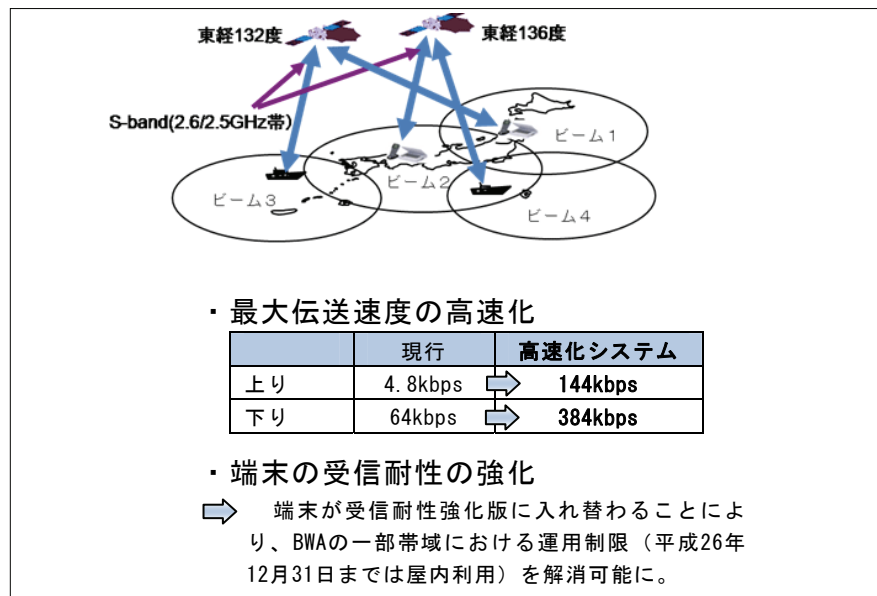 東経132度
東経136度
S-band(2.6/2.5GHz帯)
ビーム1
ビーム2
ビーム3
ビーム4
・最大伝送速度の高速化
現行 高速化システム
上り 4.8kbps 144kbps
下り 64kbps 384kbps
・端末の受信耐性の強化
端末が受信耐性強化版に入れ替わることによ
り、BWAの一部帯域における運用制限（平成26年
12月31日までは屋内利用）を解消可能に。